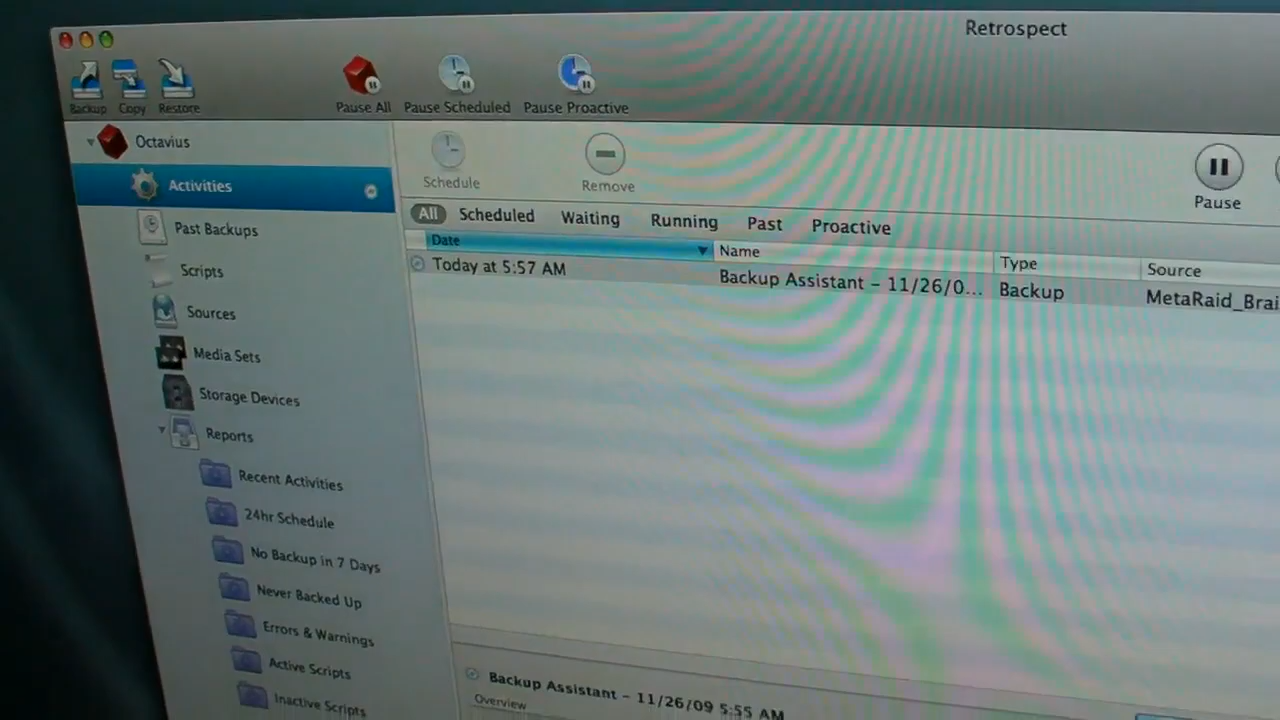 Retrospect
Backup Copy Restore Pause All Pause Scheduled Pause Proactive
Octavius
Activities
Past Backups
Scripts
Sources
Media Sets
Storage Devices
Reports
Recent Activities
24hr Schedule
No Backup in 7 Days
Never Backed Up
Errors & Warnings
Active Scripts
Inactive Scripts
Schedule Remove Pause
All Scheduled Waiting Running Past Proactive
Date Name Type Source
Today at 5:57 AM Backup Assistant – 11/26/0... Backup MetaRaid_Brai
Backup Assistant – 11/26/09 5:55 AM
Overview